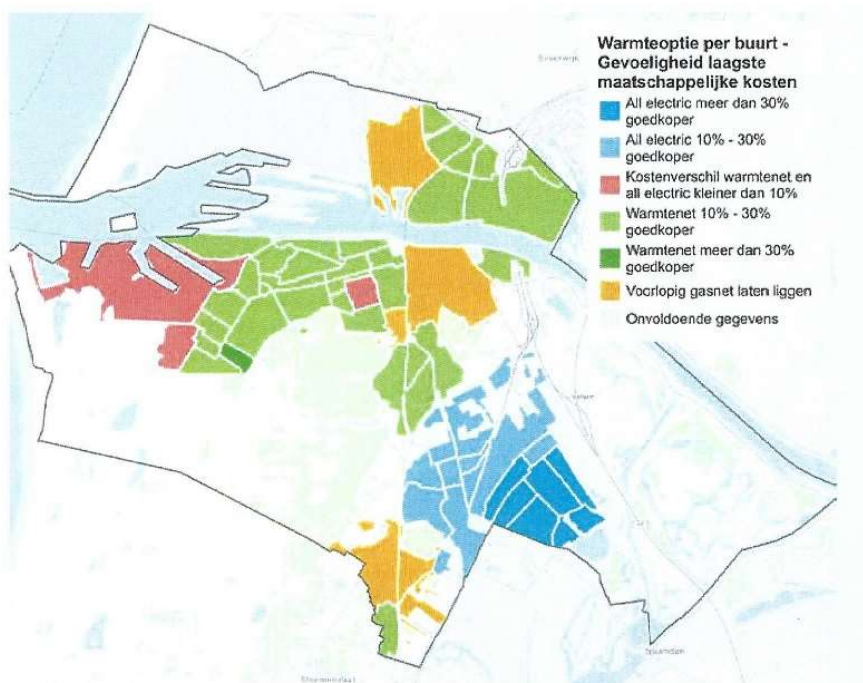 Warmteoptie per buurt -
Gevoeligheid laagste
maatschappelijke kosten
All electric meer dan 30%
goedkoper
All electric 10% - 30%
goedkoper
Kostenverschil warmtenet en
all electric kleiner dan 10%
Warmtenet 10% - 30%
goedkoper
Warmtenet meer dan 30%
goedkoper
Voorlopig gasnet laten liggen
Onvoldoende gegevens